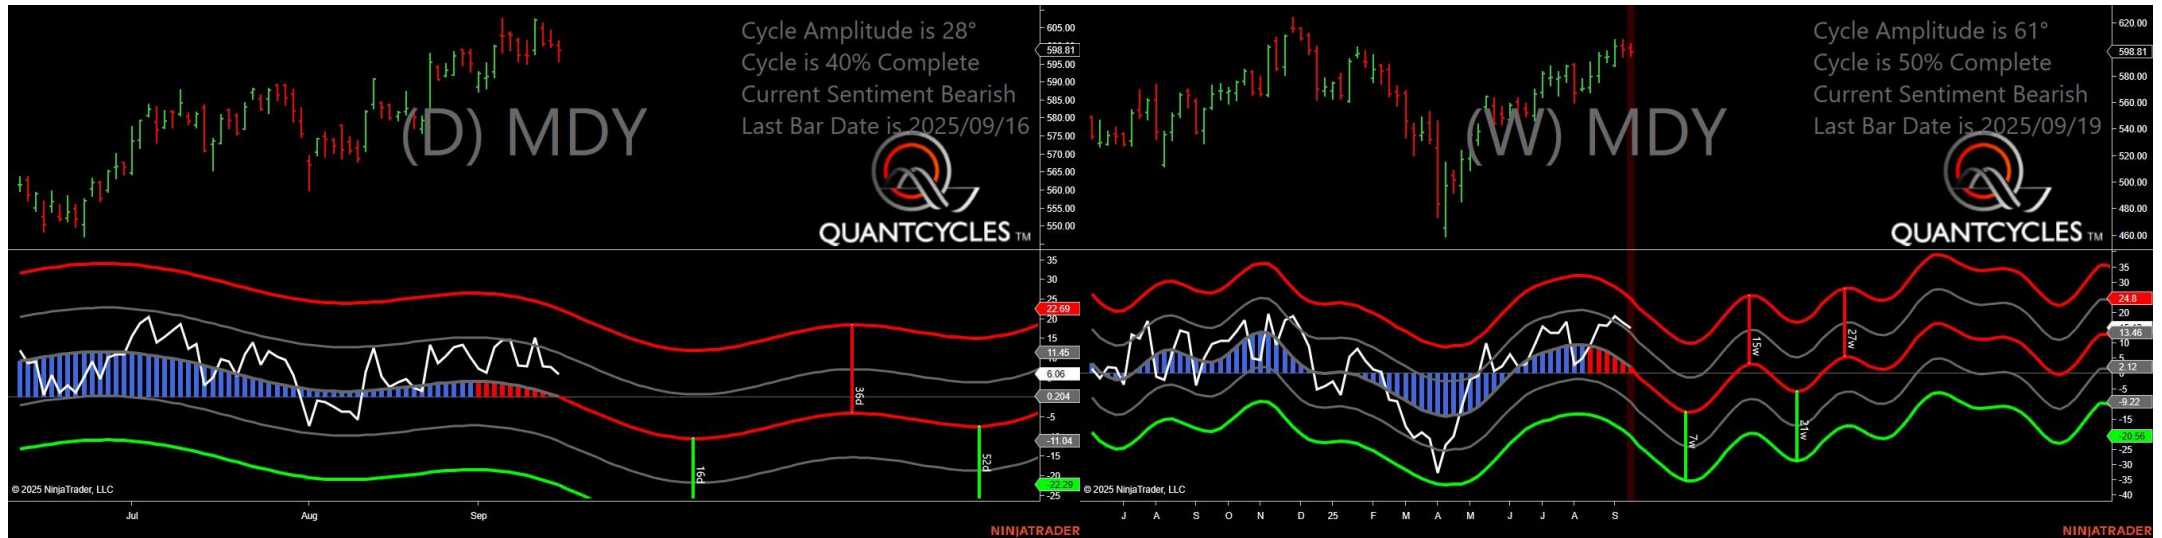 Cycle Amplitude is 28°
Cycle is 40% Complete
Current Sentiment Bearish
Last Bar Date is 2025/09/16
(D) MDY
QUANTCYCLES TM
605.00
598.81
595.00
590.00
585.00
580.00
575.00
570.00
565.00
560.00
555.00
550.00
35
30
25
22.69
20
15
11.45
6.06
0.204
-5
-11.04
-15
-20
-22.29
-25
36d
16d
52d
© 2025 NinjaTrader, LLC
Jul
Aug
Sep
NINJATRADER
Cycle Amplitude is 61°
Cycle is 50% Complete
Current Sentiment Bearish
Last Bar Date is 2025/09/19
(W) MDY
QUANTCYCLES TM
620.00
598.81
580.00
560.00
540.00
520.00
500.00
480.00
460.00
35
30
24.8
20
13.46
10
5
2.12
-5
-9.22
-15
-20.56
-25
-30
-35
-40
15w
27w
7w
21w
© 2025 NinjaTrader, LLC
J A S O N D 25 F M A M J J A S
NINJATRADER